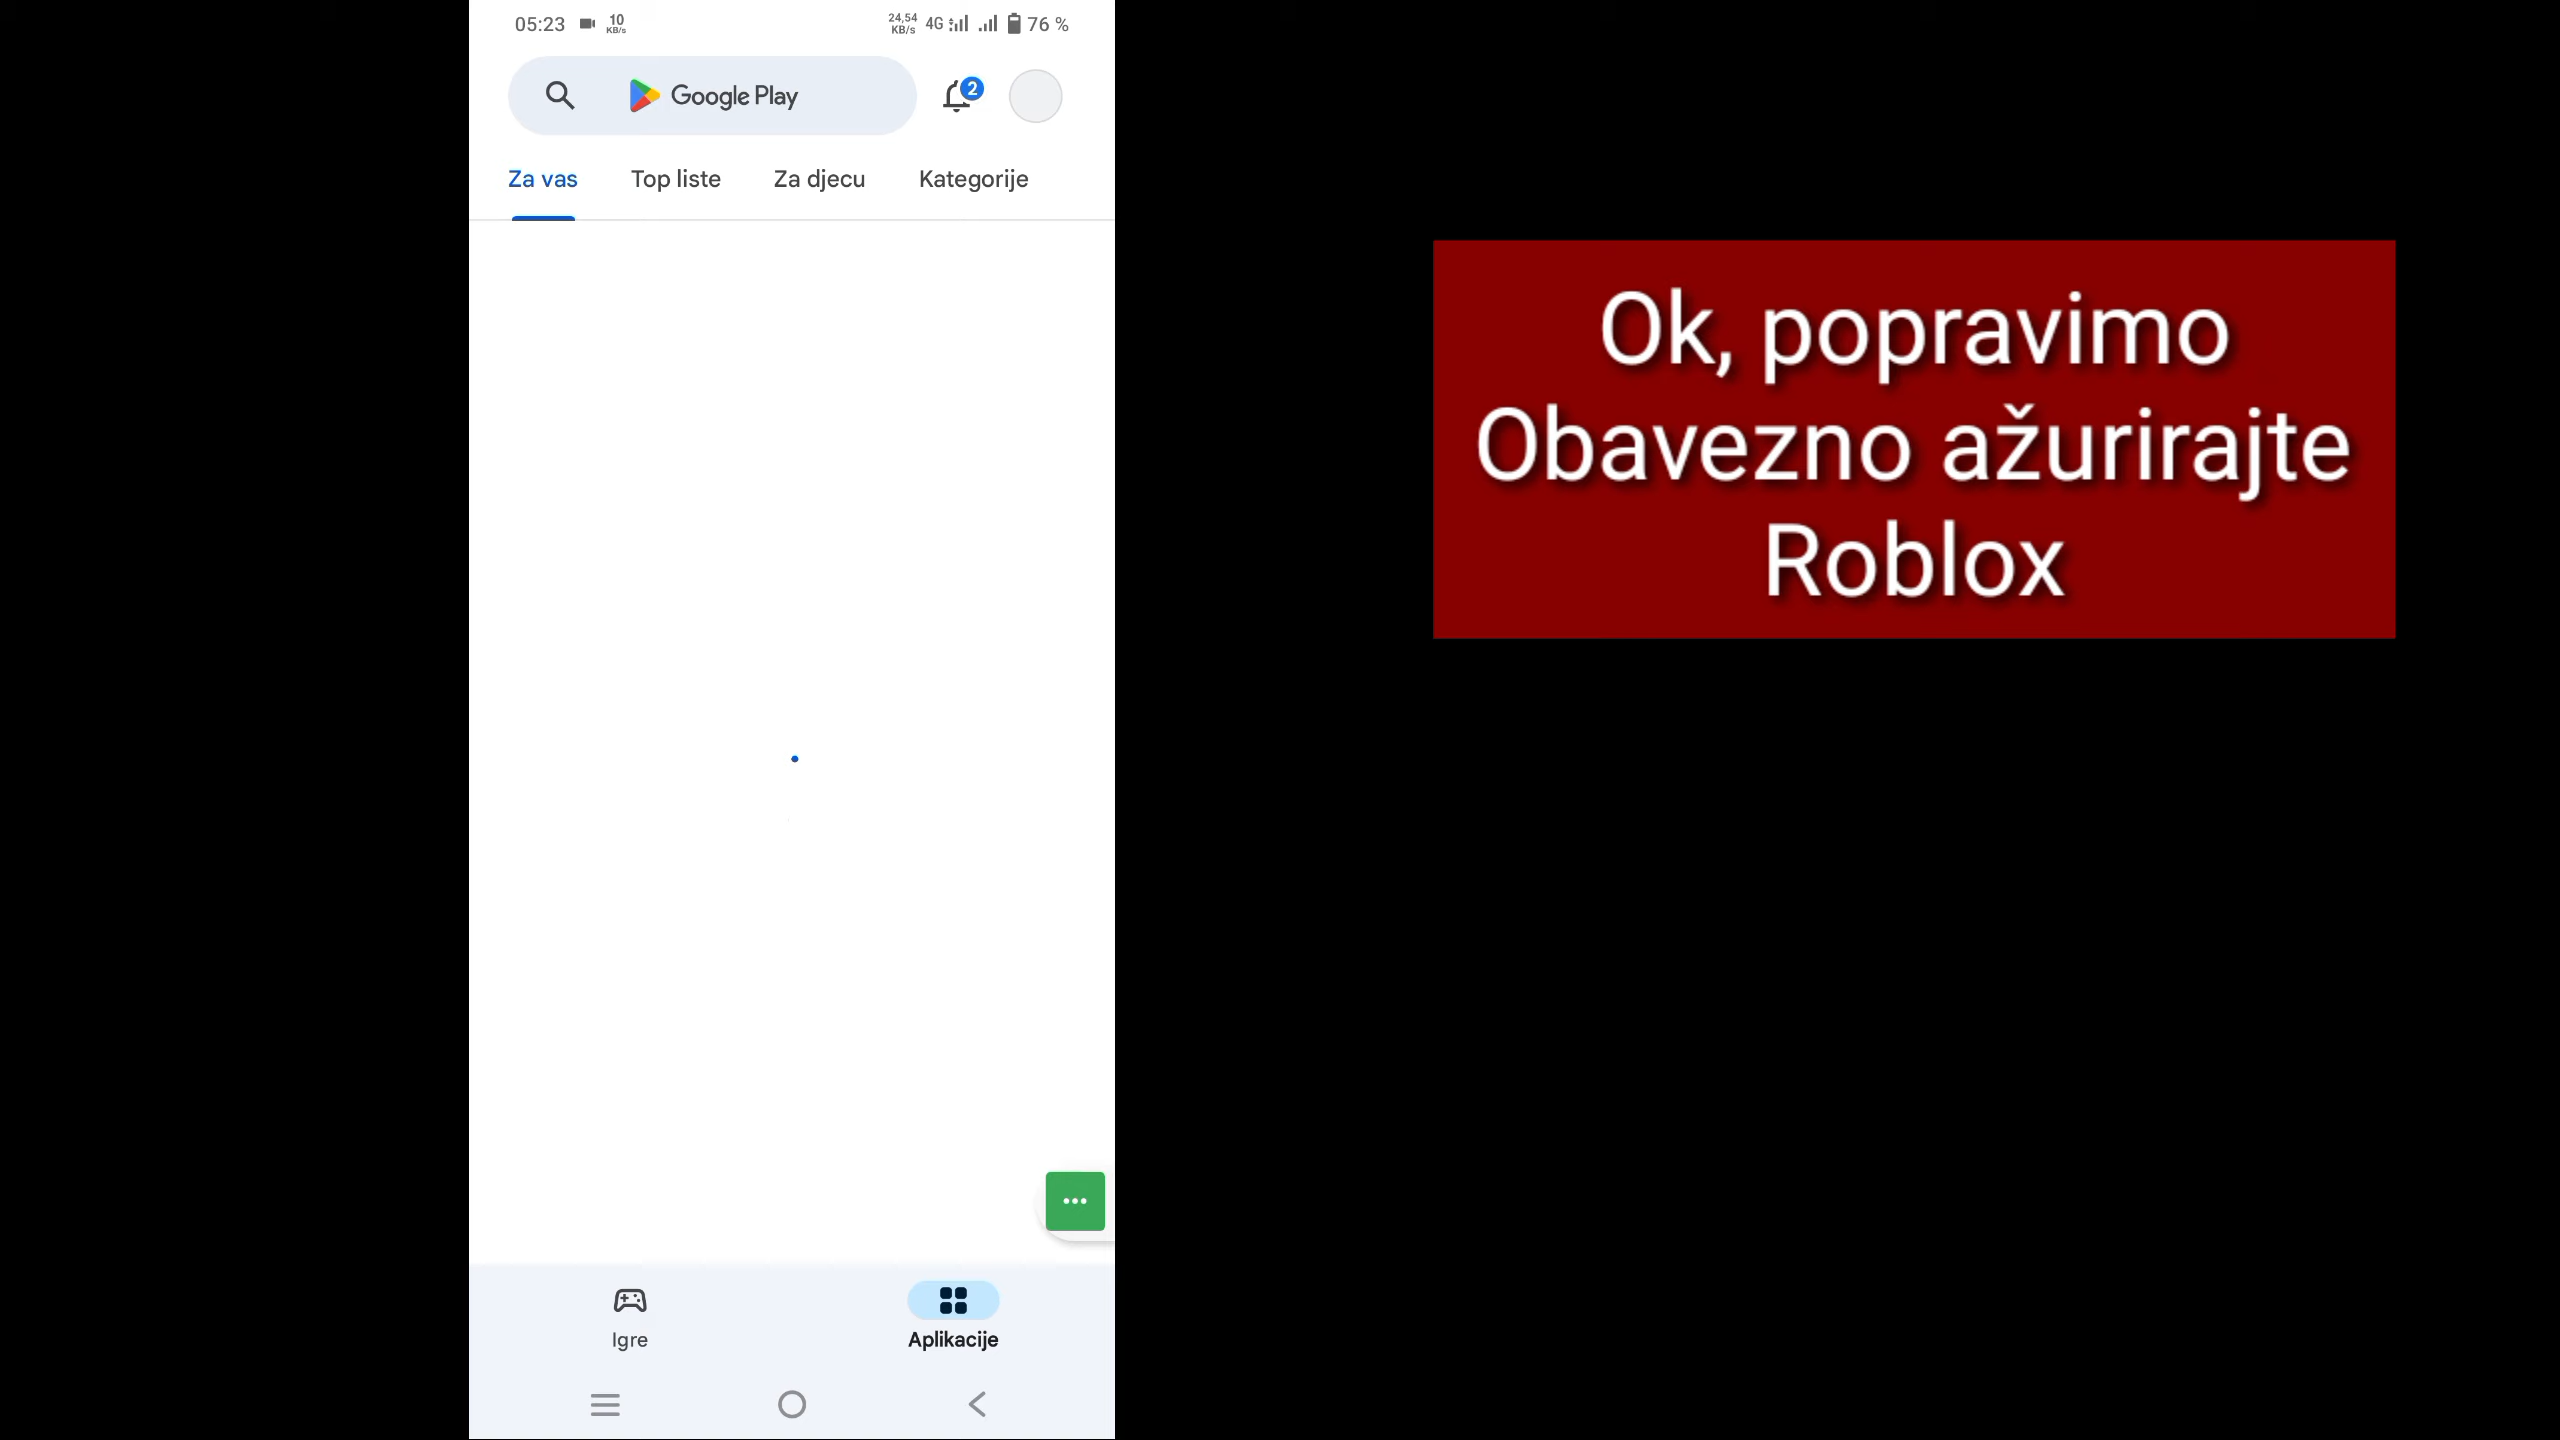 05:23 10 KB/s 24,54 KB/s 4G 76 %
Google Play 2
Za vas Top liste Za djecu Kategorije
Ok, popravimo
Obavezno ažurirajte
Roblox
Igre Aplikacije